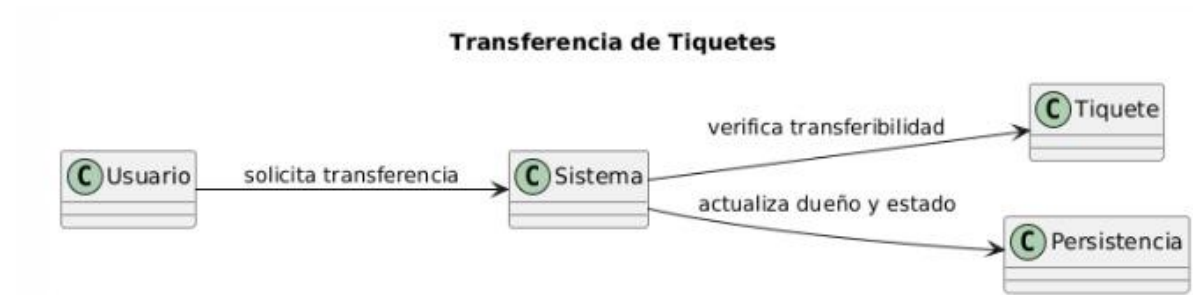 Transferencia de Tiquetes
C Usuario
solicita transferencia
C Sistema
verifica transferibilidad
C Tiquete
actualiza dueño y estado
C Persistencia